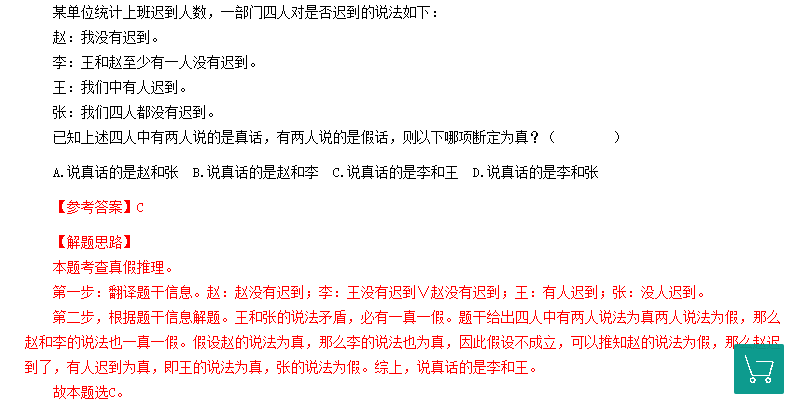 某单位统计上班迟到人数，一部门四人对是否迟到的说法如下：
赵：我没有迟到。
李：王和赵至少有一人没有迟到。
王：我们中有人迟到。
张：我们四人都没有迟到。
已知上述四人中有两人说的是真话，有两人说的是假话，则以下哪项断定为真？（　　　　）
A.说真话的是赵和张 B.说真话的是赵和李 C.说真话的是李和王 D.说真话的是李和张
【参考答案】C
【解题思路】
本题考查真假推理。
第一步：翻译题干信息。赵：赵没有迟到；李：王没有迟到∨赵没有迟到；王：有人迟到；张：没人迟到。
第二步，根据题干信息解题。王和张的说法矛盾，必有一真一假。题干给出四人中有两人说法为真两人说法为假，那么
赵和李的说法也一真一假。假设赵的说法为真，那么李的说法也为真，因此假设不成立，可以推知赵的说法为假，那么赵迟
到了，有人迟到为真，即王的说法为真，张的说法为假。综上，说真话的是李和王。
故本题选C。